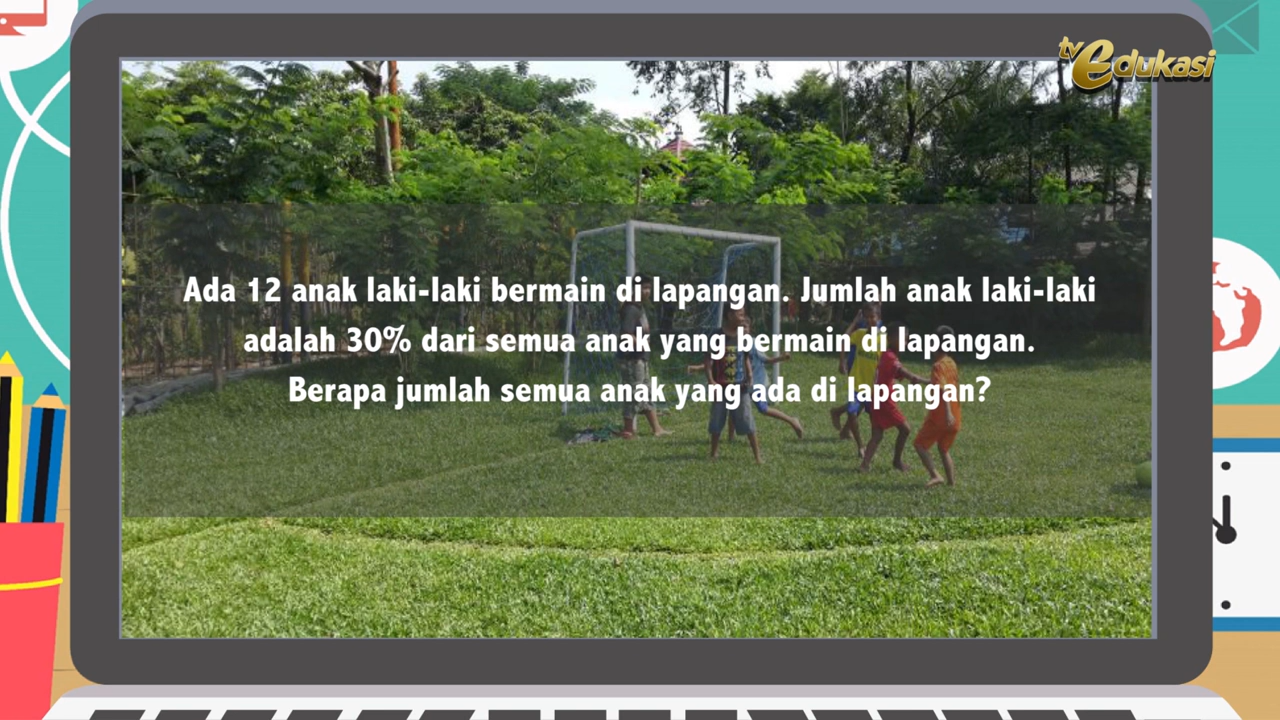 tv edukasi
Ada 12 anak laki-laki bermain di lapangan. Jumlah anak laki-laki
adalah 30% dari semua anak yang bermain di lapangan.
Berapa jumlah semua anak yang ada di lapangan?